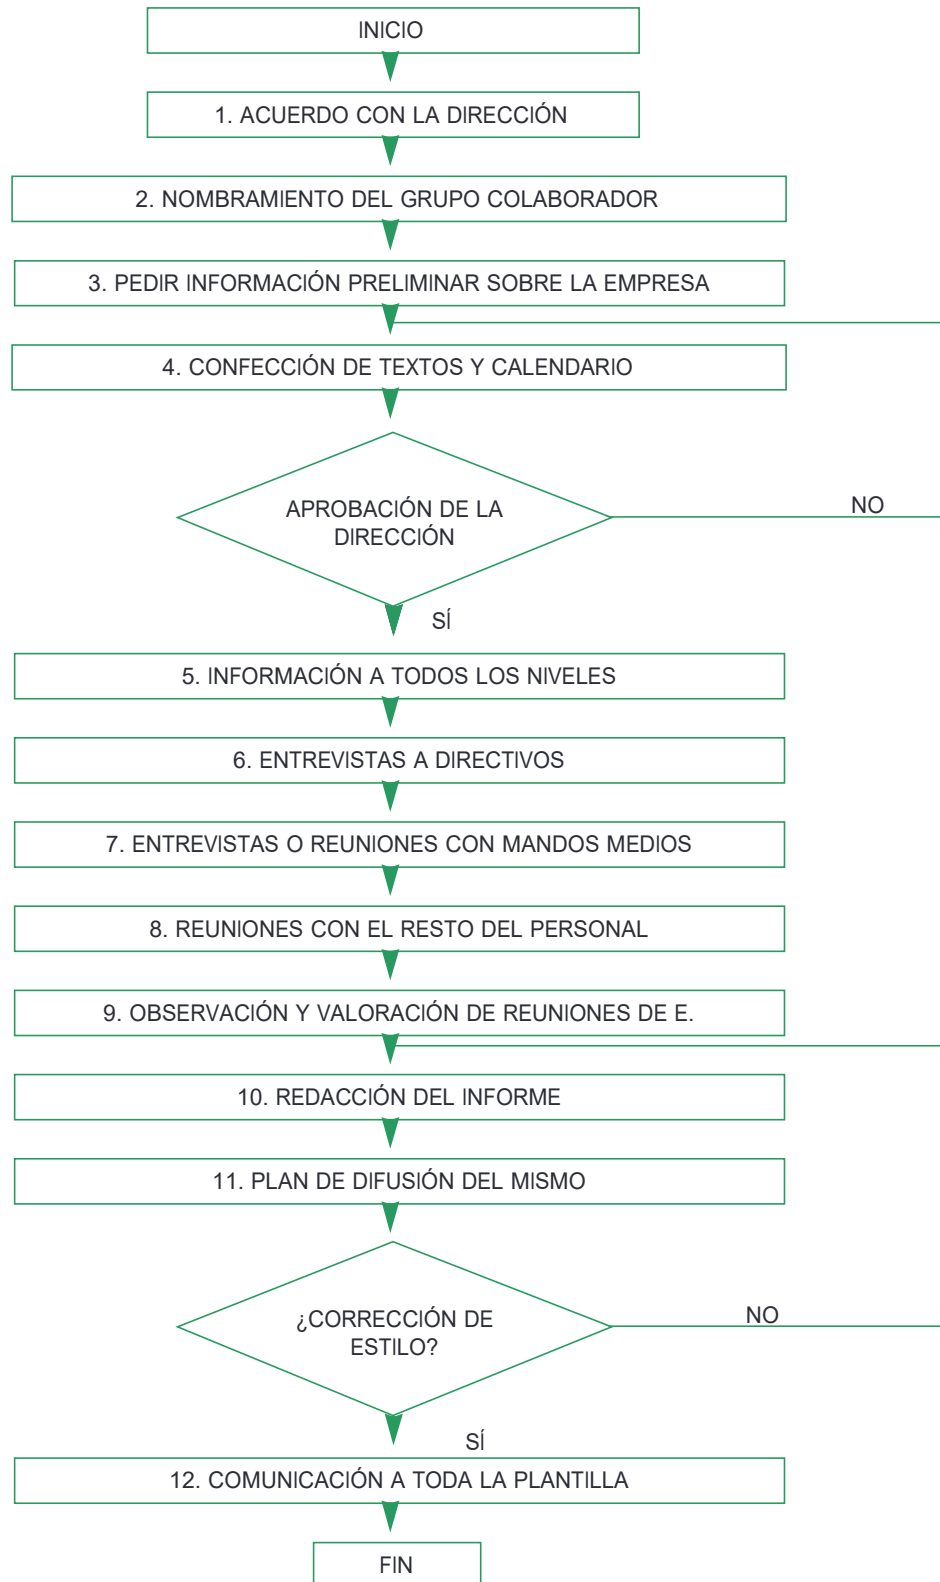 INICIO
1. ACUERDO CON LA DIRECCIÓN
2. NOMBRAMIENTO DEL GRUPO COLABORADOR
3. PEDIR INFORMACIÓN PRELIMINAR SOBRE LA EMPRESA
4. CONFECCIÓN DE TEXTOS Y CALENDARIO
APROBACIÓN DE LA
DIRECCIÓN
NO
SÍ
5. INFORMACIÓN A TODOS LOS NIVELES
6. ENTREVISTAS A DIRECTIVOS
7. ENTREVISTAS O REUNIONES CON MANDOS MEDIOS
8. REUNIONES CON EL RESTO DEL PERSONAL
9. OBSERVACIÓN Y VALORACIÓN DE REUNIONES DE E.
10. REDACCIÓN DEL INFORME
11. PLAN DE DIFUSIÓN DEL MISMO
¿CORRECCIÓN DE
ESTILO?
NO
SÍ
12. COMUNICACIÓN A TODA LA PLANTILLA
FIN